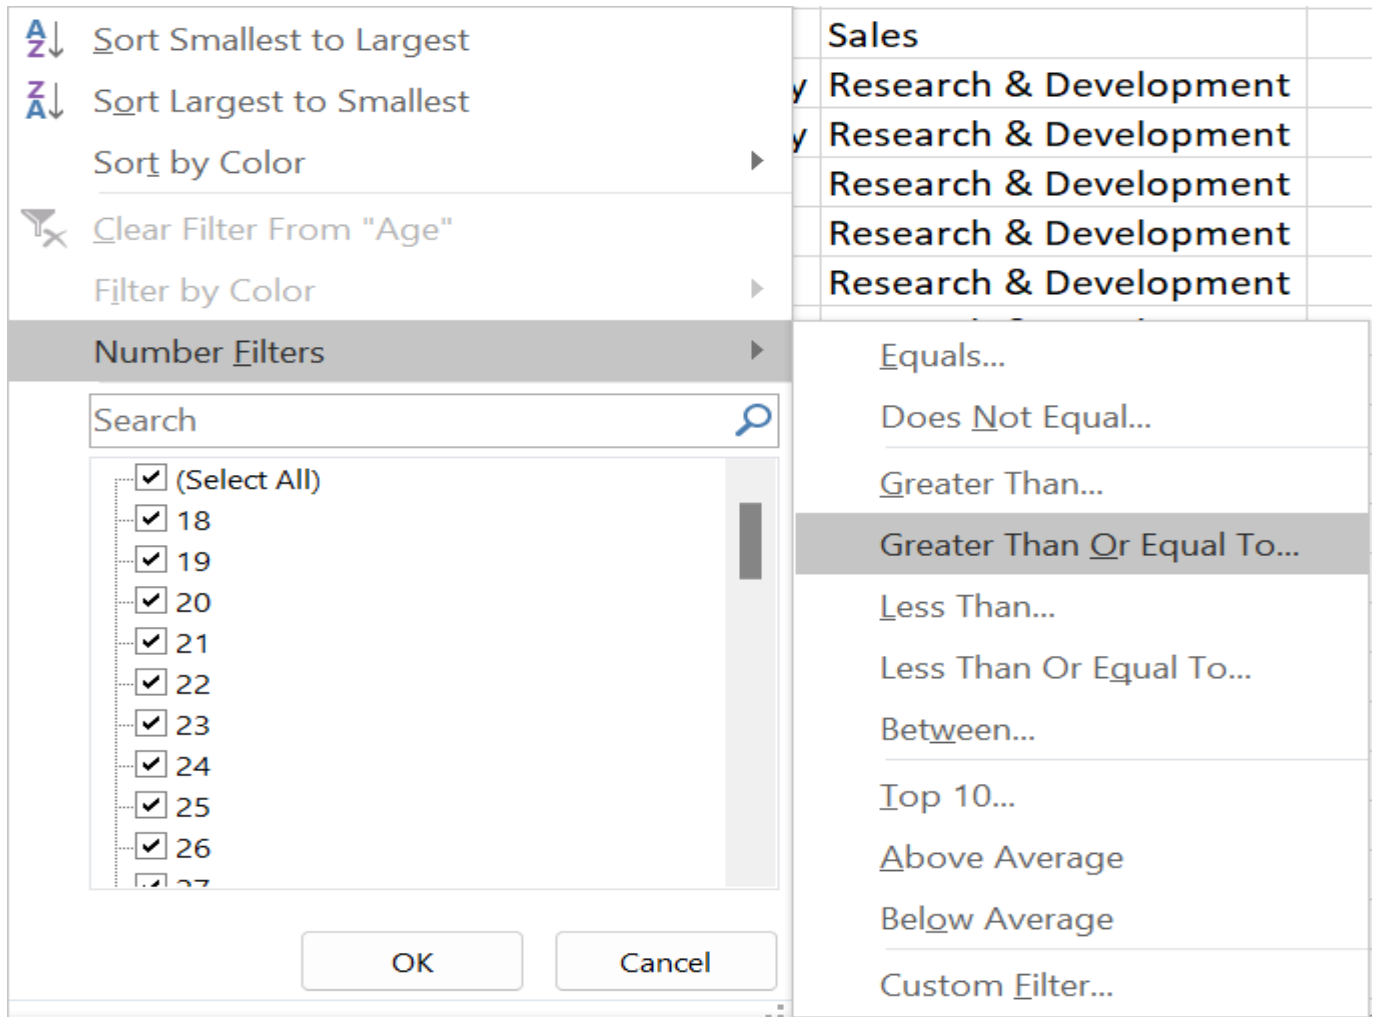 Sort Smallest to Largest
Sort Largest to Smallest
Sort by Color
Clear Filter From "Age"
Filter by Color
Number Filters
Search
(Select All)
18
19
20
21
22
23
24
25
26
27
OK
Cancel
Sales
y Research & Development
y Research & Development
Research & Development
Research & Development
Research & Development
Equals...
Does Not Equal...
Greater Than...
Greater Than Or Equal To...
Less Than...
Less Than Or Equal To...
Between...
Top 10...
Above Average
Below Average
Custom Filter...